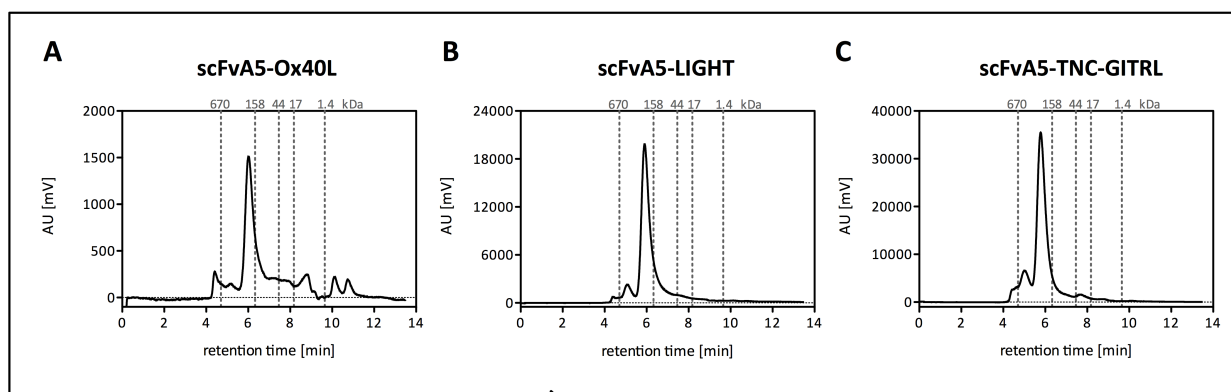 A
scFvA5-Ox40L
670 158 44 17 1.4 kDa
2000
1500
1000
500
0
AU [mV]
0 2 4 6 8 10 12 14
retention time [min]
B
scFvA5-LIGHT
670 158 44 17 1.4 kDa
24000
18000
12000
6000
0
AU [mV]
0 2 4 6 8 10 12 14
retention time [min]
C
scFvA5-TNC-GITRL
670 158 44 17 1.4 kDa
40000
30000
20000
10000
0
AU [mV]
0 2 4 6 8 10 12 14
retention time [min]